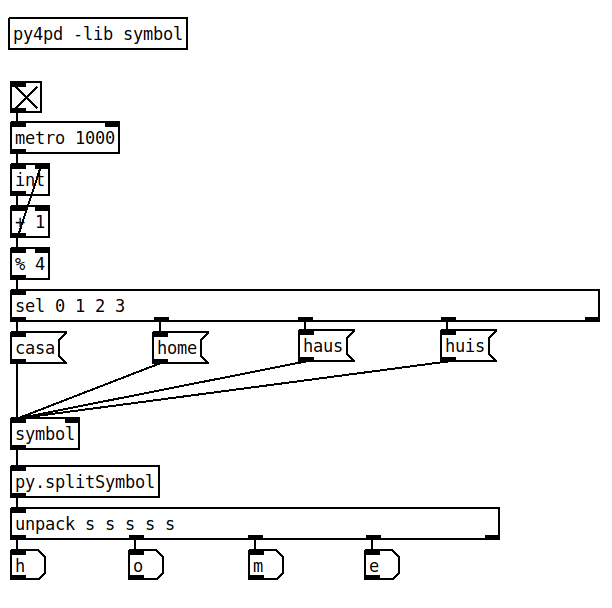 py4pd -lib symbol
metro 1000
int
+ 1
% 4
sel 0 1 2 3
casa home haus huis
symbol
py.splitSymbol
unpack s s s s s
h o m e